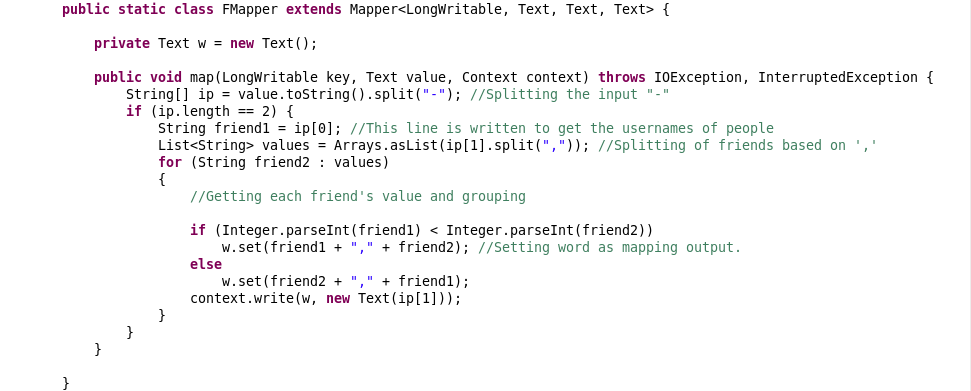 public static class FMapper extends Mapper<LongWritable, Text, Text, Text> {
private Text w = new Text();
public void map(LongWritable key, Text value, Context context) throws IOException, InterruptedException {
String[] ip = value.toString().split("-"); //Splitting the input "-"
if (ip.length == 2) {
String friend1 = ip[0]; //This line is written to get the usernames of people
List<String> values = Arrays.asList(ip[1].split(",")); //Splitting of friends based on ','
for (String friend2 : values)
{
//Getting each friend's value and grouping
if (Integer.parseInt(friend1) < Integer.parseInt(friend2))
w.set(friend1 + "," + friend2); //Setting word as mapping output.
else
w.set(friend2 + "," + friend1);
context.write(w, new Text(ip[1]));
}
}
}
}